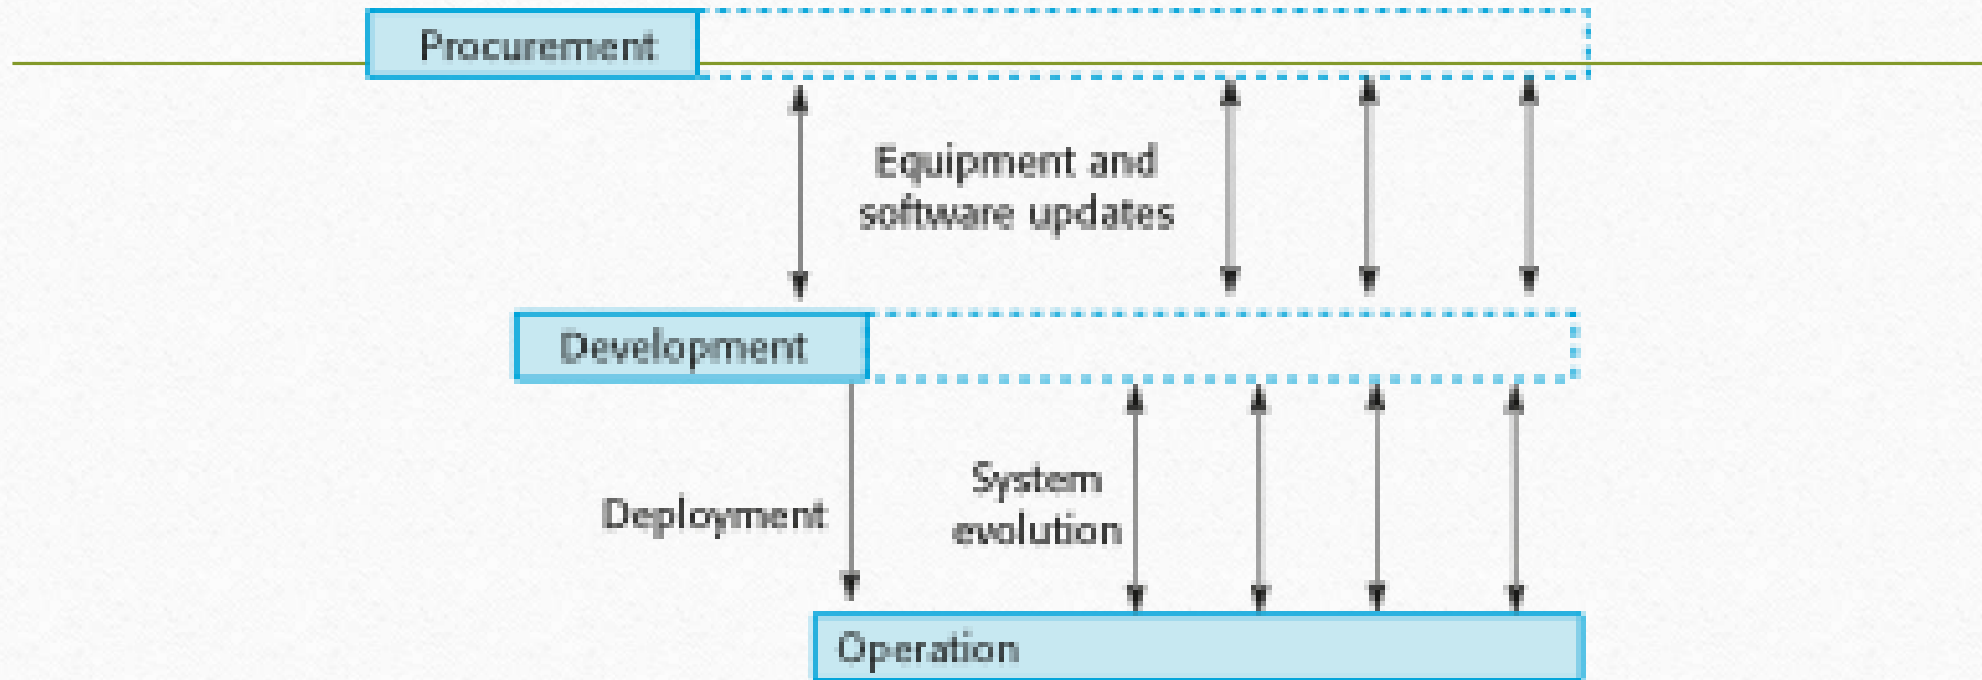 Procurement
Equipment and
software updates
Development
Deployment
System
evolution
Operation